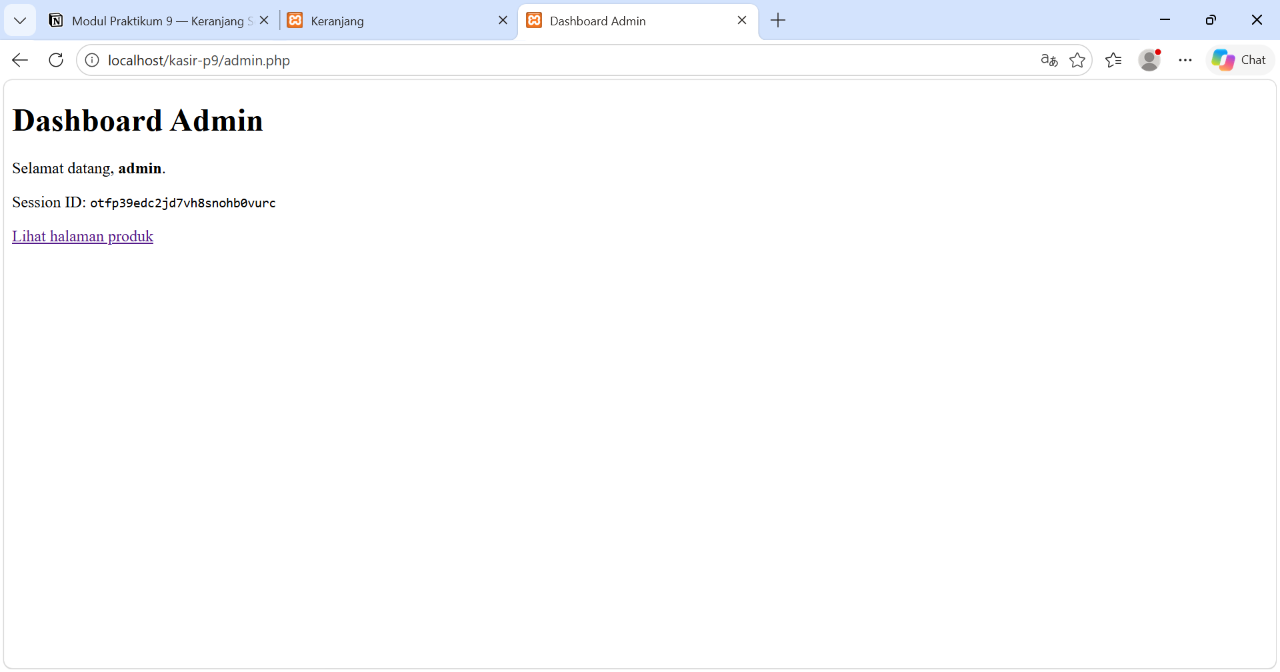 Modul Praktikum 9 — Keranjang S
Keranjang
Dashboard Admin
localhost/kasir-p9/admin.php
Chat
Dashboard Admin
Selamat datang, admin.
Session ID: otfp39edc2jd7vh8snohb0vurc
Lihat halaman produk